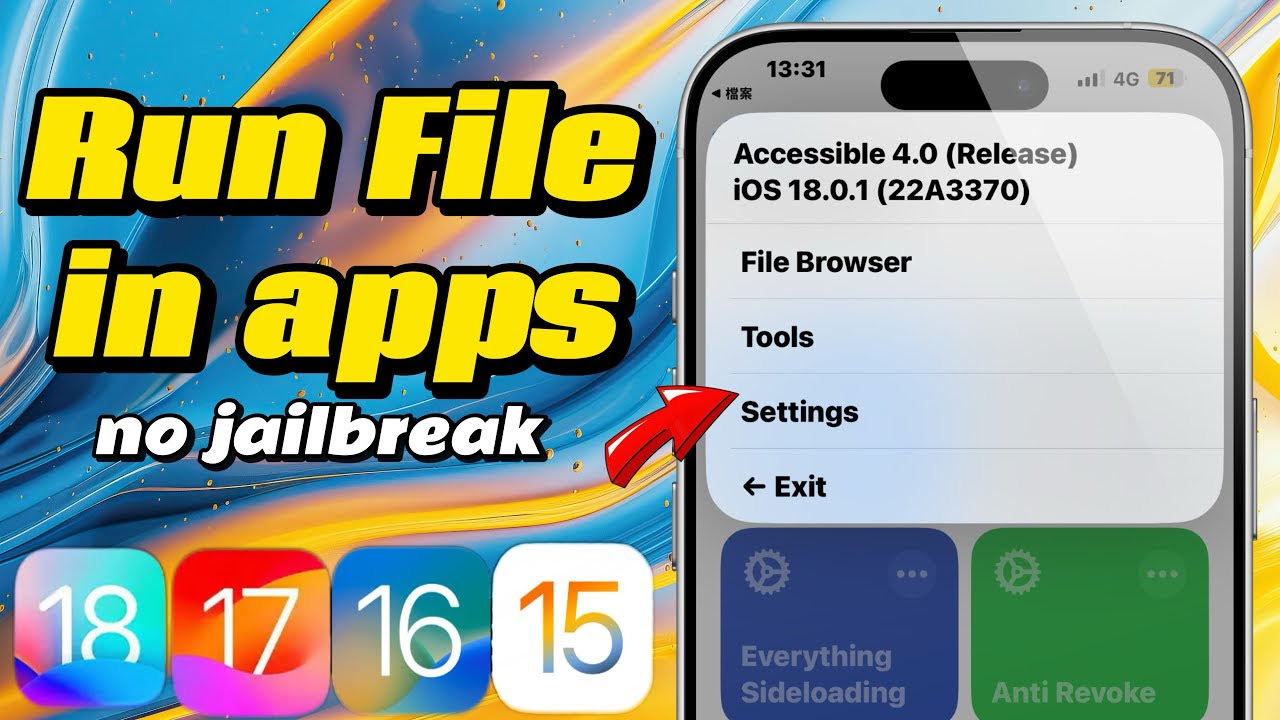 Run File
in apps
no jailbreak
18
17
16
15
13:31
4G
71
◀ 檔案
Accessible 4.0 (Release)
iOS 18.0.1 (22A3370)
File Browser
Tools
Settings
← Exit
Everything
Sideloading
Anti Revoke